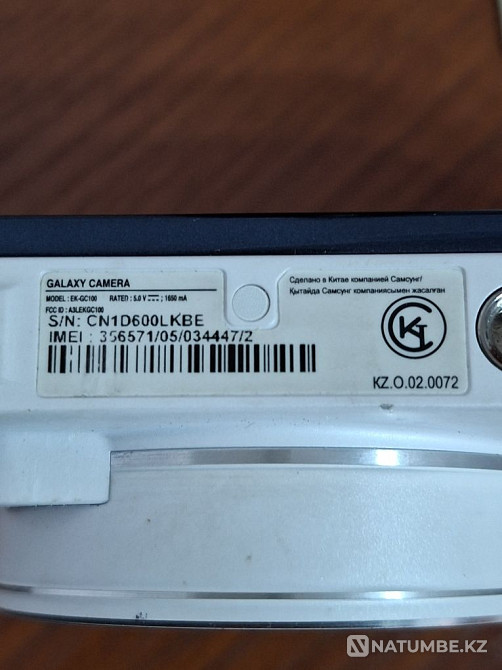 GALAXY CAMERA
MODEL : EK-GC100 RATED : 5.0 V ⎓ ; 1650 mA
FCC ID : A3LEKGC100
S/N: CN1D600LKBE
IMEI : 356571/05/034447/2
Сделано в Китае компанией Самсунг/
Қытайда Самсунг компаниясымен жасалған
KZ.O.02.0072
NATUMBE.KZ